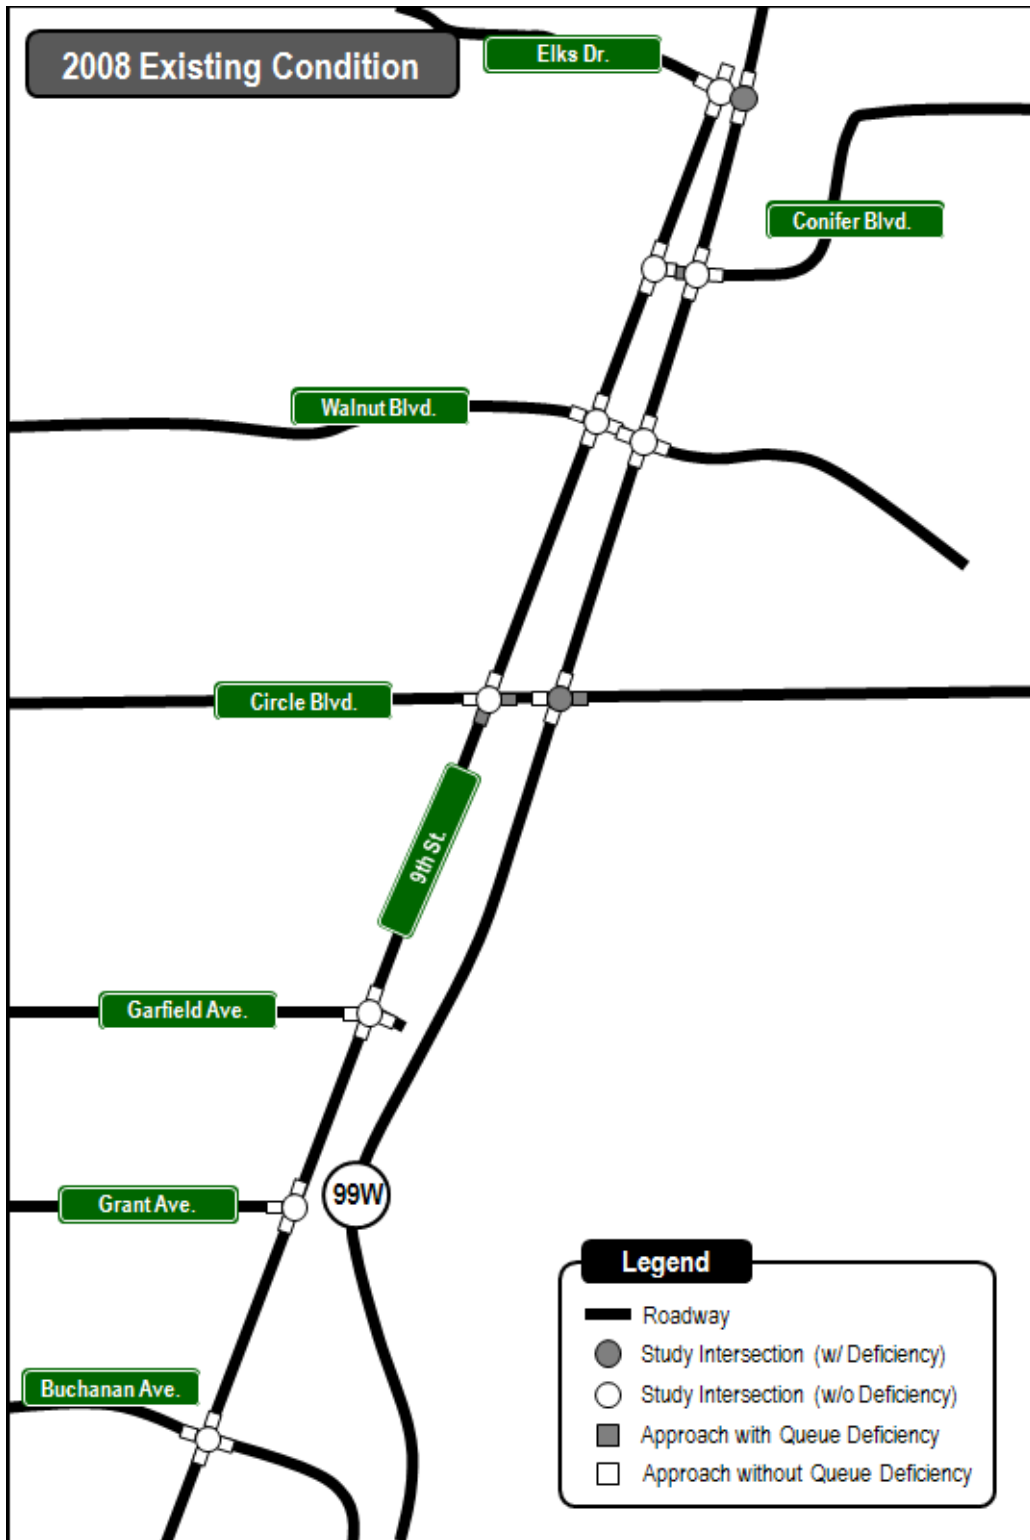 2008 Existing Condition
Elks Dr.
Conifer Blvd.
Walnut Blvd.
Circle Blvd.
9th St.
Garfield Ave.
Grant Ave.
99W
Buchanan Ave.
Legend
Roadway
Study Intersection (w/ Deficiency)
Study Intersection (w/o Deficiency)
Approach with Queue Deficiency
Approach without Queue Deficiency